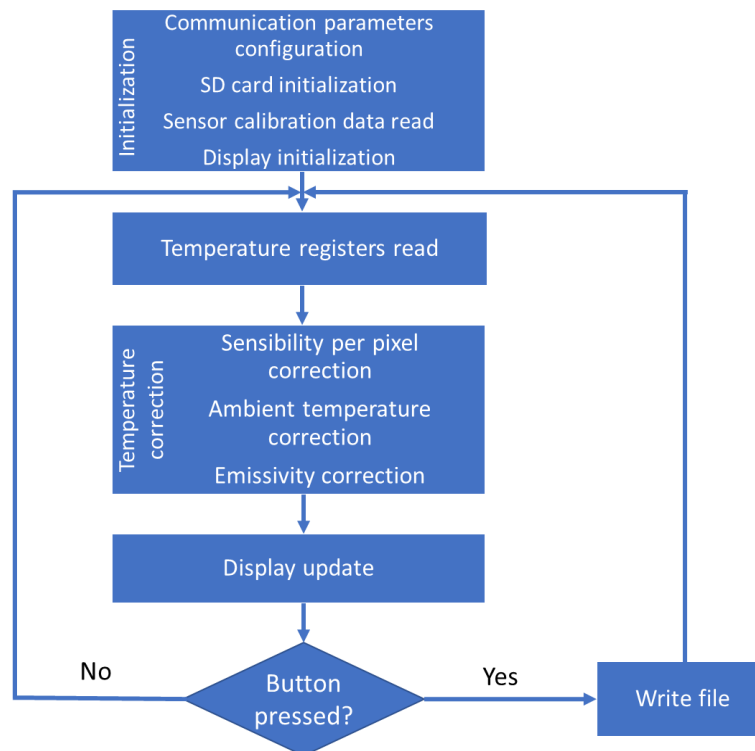 Initialization
Communication parameters
configuration
SD card initialization
Sensor calibration data read
Display initialization
Temperature registers read
Temperature
correction
Sensibility per pixel
correction
Ambient temperature
correction
Emissivity correction
Display update
No
Button
pressed?
Yes
Write file